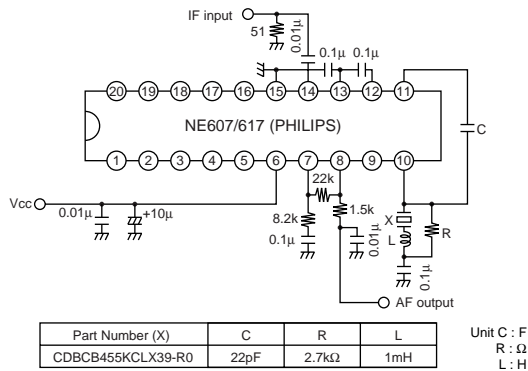 IF input
51
0.01μ
0.1μ 0.1μ
20 19 18 17 16 15 14 13 12 11
NE607/617 (PHILIPS)
C
1 2 3 4 5 6 7 8 9 10
22k
Vcc
0.01μ
+10μ
8.2k
1.5k
0.1μ
0.01μ
X
L
R
0.1μ
AF output
Part Number (X) C R L
CDBCB455KCLX39-R0 22pF 2.7kΩ 1mH
Unit C : F
R : Ω
L : H